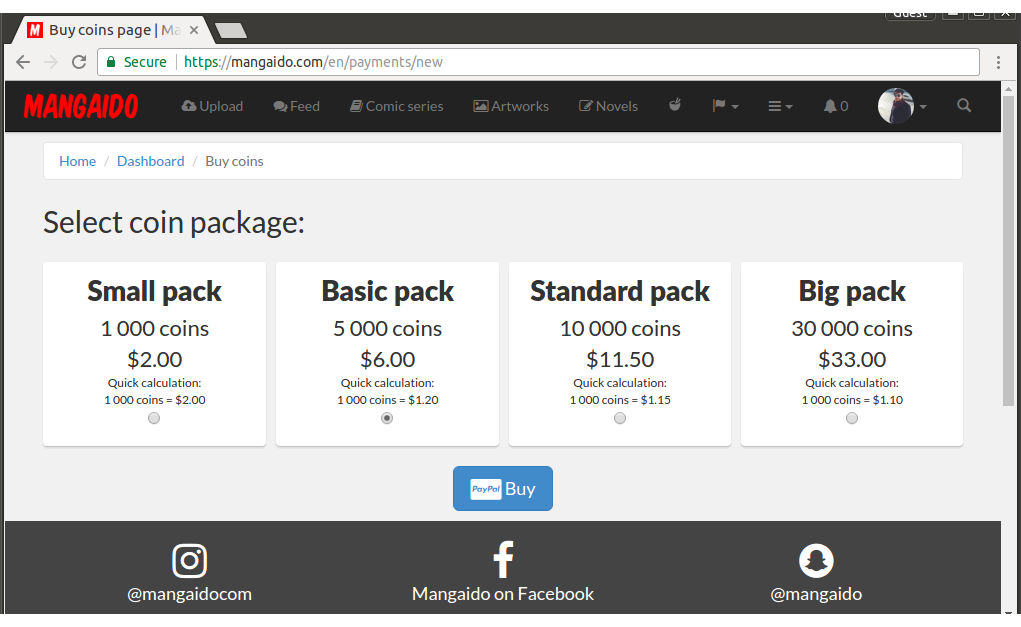 Guest
Buy coins page | Ma
Secure https://mangaido.com/en/payments/new
MANGAIDO Upload Feed Comic series Artworks Novels 0
Home / Dashboard / Buy coins
Select coin package:
Small pack
1 000 coins
$2.00
Quick calculation:
1 000 coins = $2.00
Basic pack
5 000 coins
$6.00
Quick calculation:
1 000 coins = $1.20
Standard pack
10 000 coins
$11.50
Quick calculation:
1 000 coins = $1.15
Big pack
30 000 coins
$33.00
Quick calculation:
1 000 coins = $1.10
PayPal Buy
@mangaidocom
Mangaido on Facebook
@mangaido